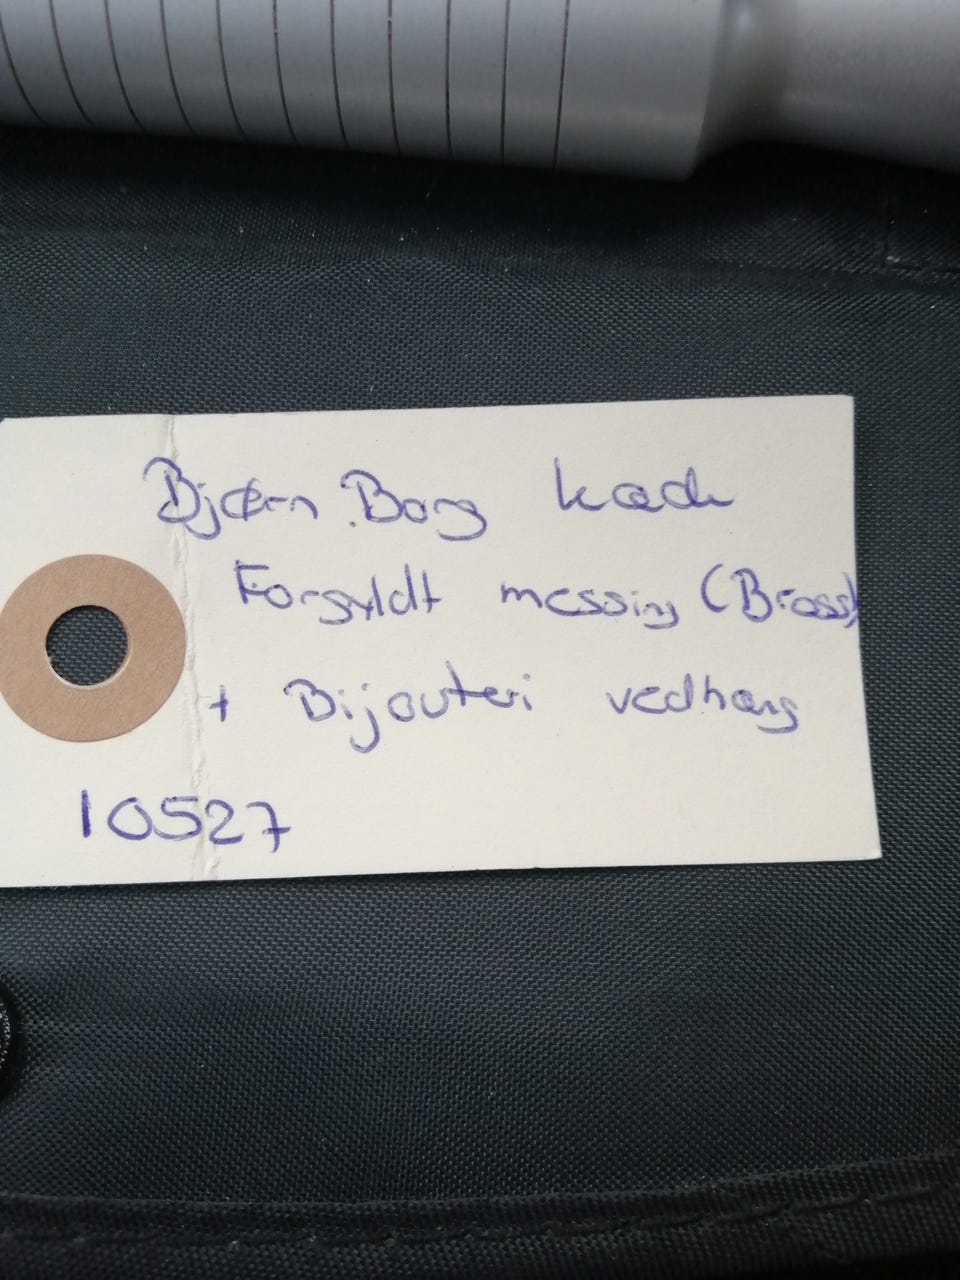 Bjørn Borg kæde
Forgyldt messing (Brass)
+ Bijouteri vedhæng
10527